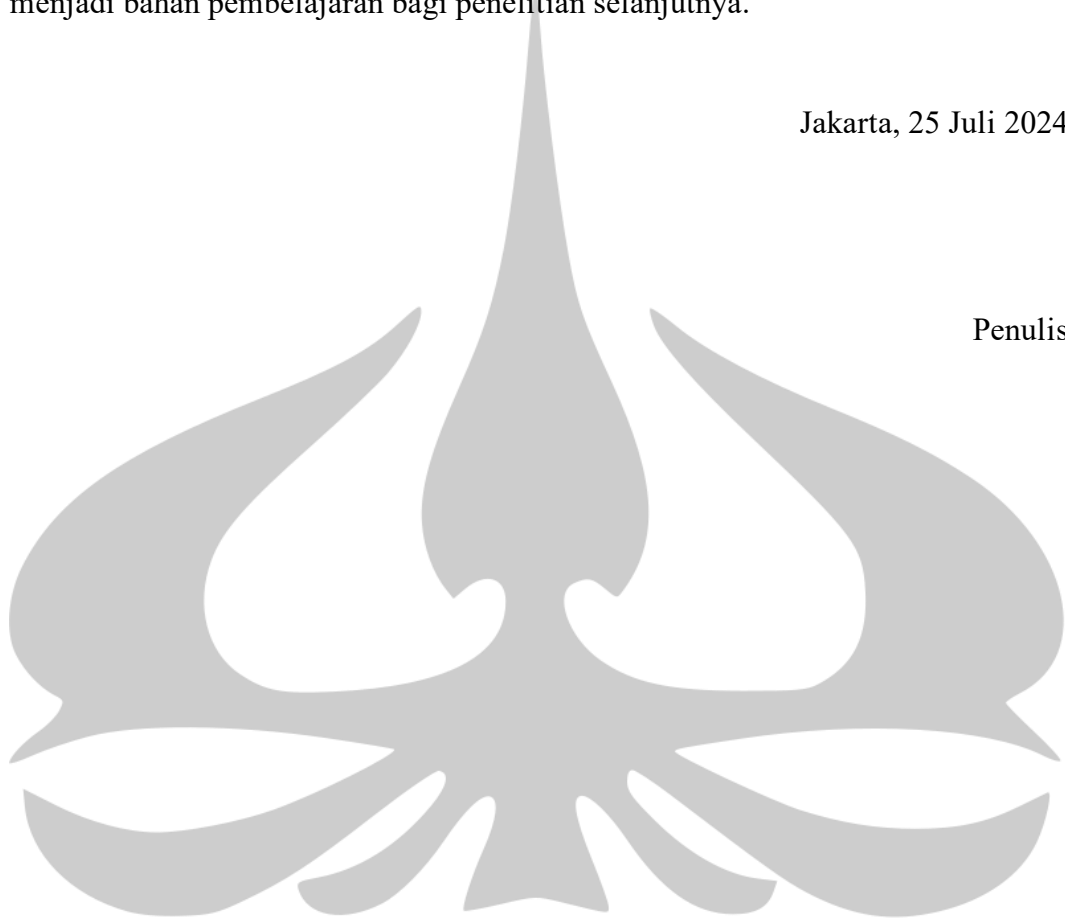 menjadi bahan pembelajaran bagi penelitian selanjutnya.
Jakarta, 25 Juli 2024
Penulis